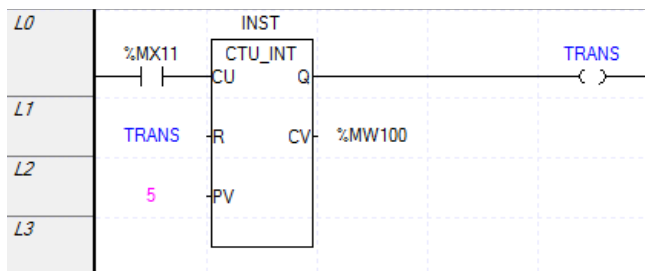 L0
INST
%MX11
CTU_INT
TRANS
CU Q
L1
TRANS R CV %MW100
L2
5 PV
L3